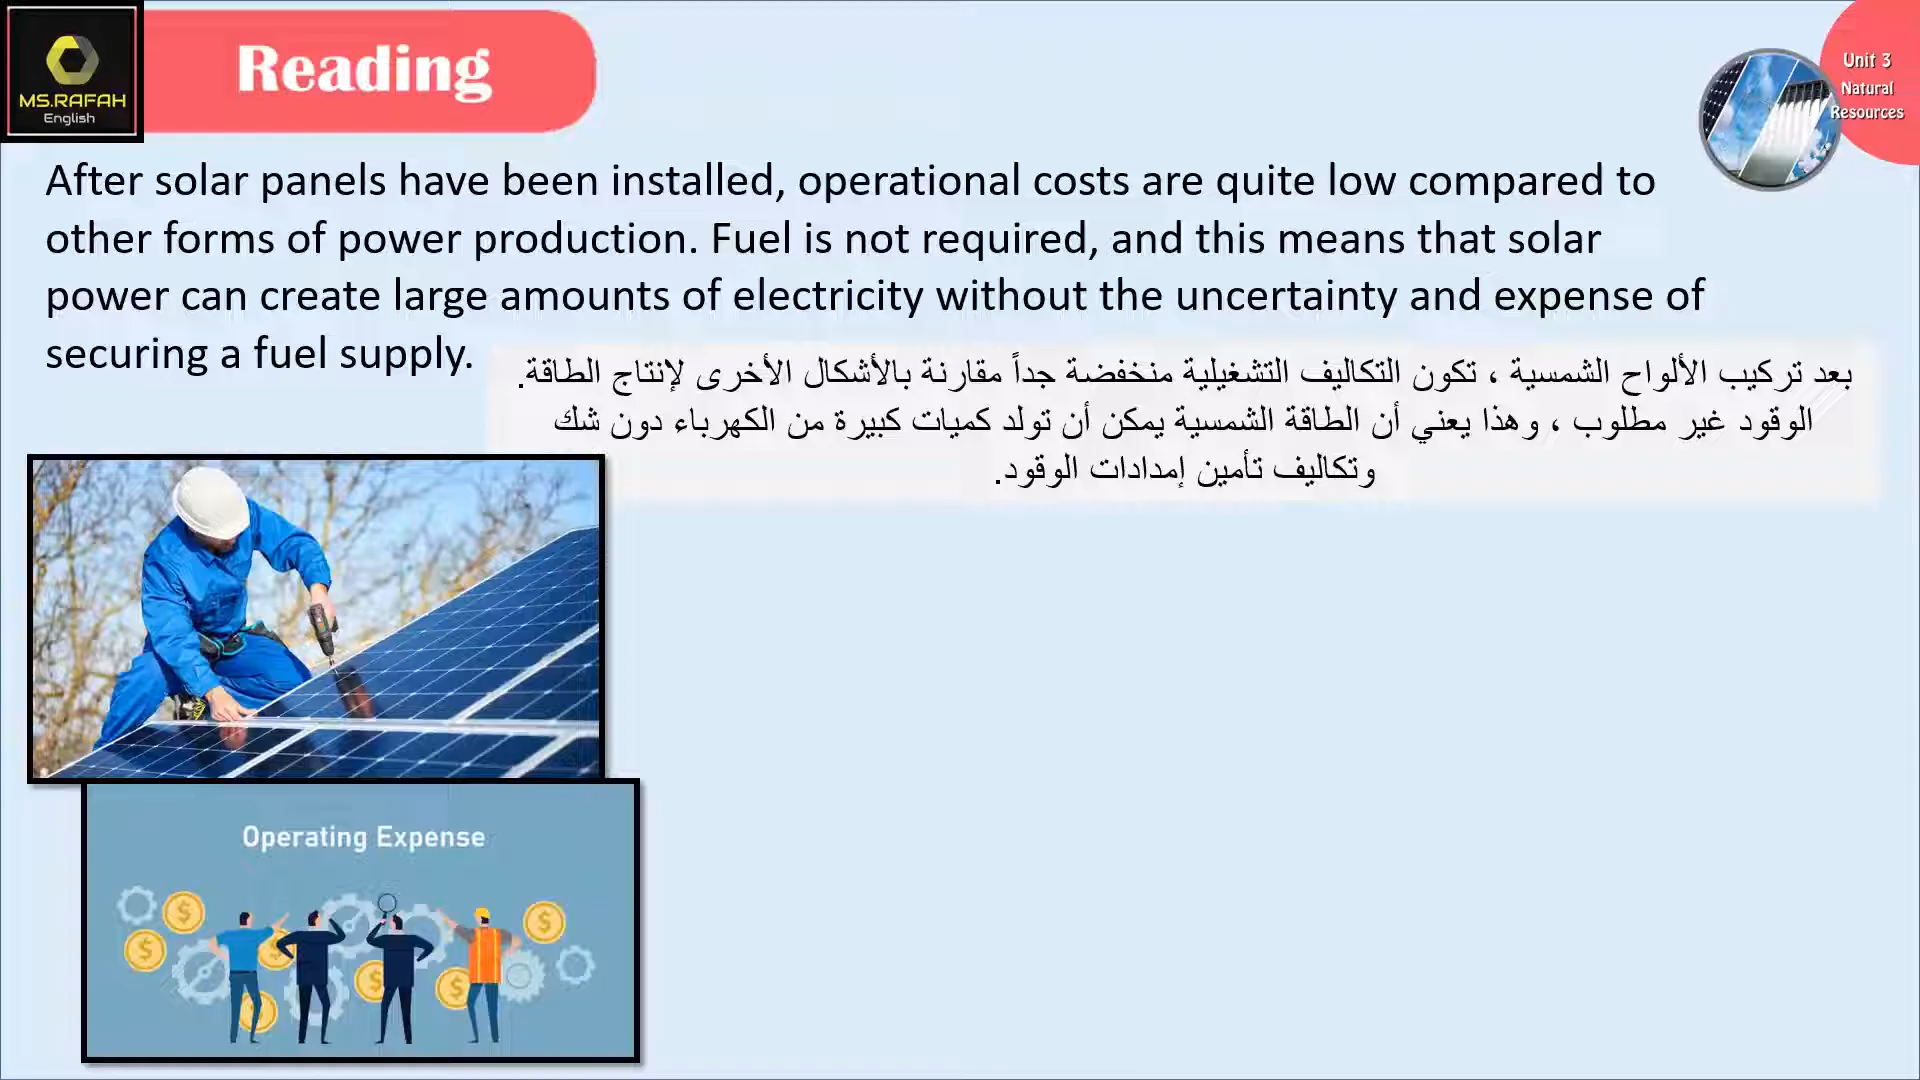 MS.RAFAH
English
Reading
Unit 3
Natural
Resources
After solar panels have been installed, operational costs are quite low compared to
other forms of power production. Fuel is not required, and this means that solar
power can create large amounts of electricity without the uncertainty and expense of
securing a fuel supply.
بعد تركيب الألواح الشمسية ، تكون التكاليف التشغيلية منخفضة جداً مقارنة بالأشكال الأخرى لإنتاج الطاقة.
الوقود غير مطلوب ، وهذا يعني أن الطاقة الشمسية يمكن أن تولد كميات كبيرة من الكهرباء دون شك
وتكاليف تأمين إمدادات الوقود.
Operating Expense